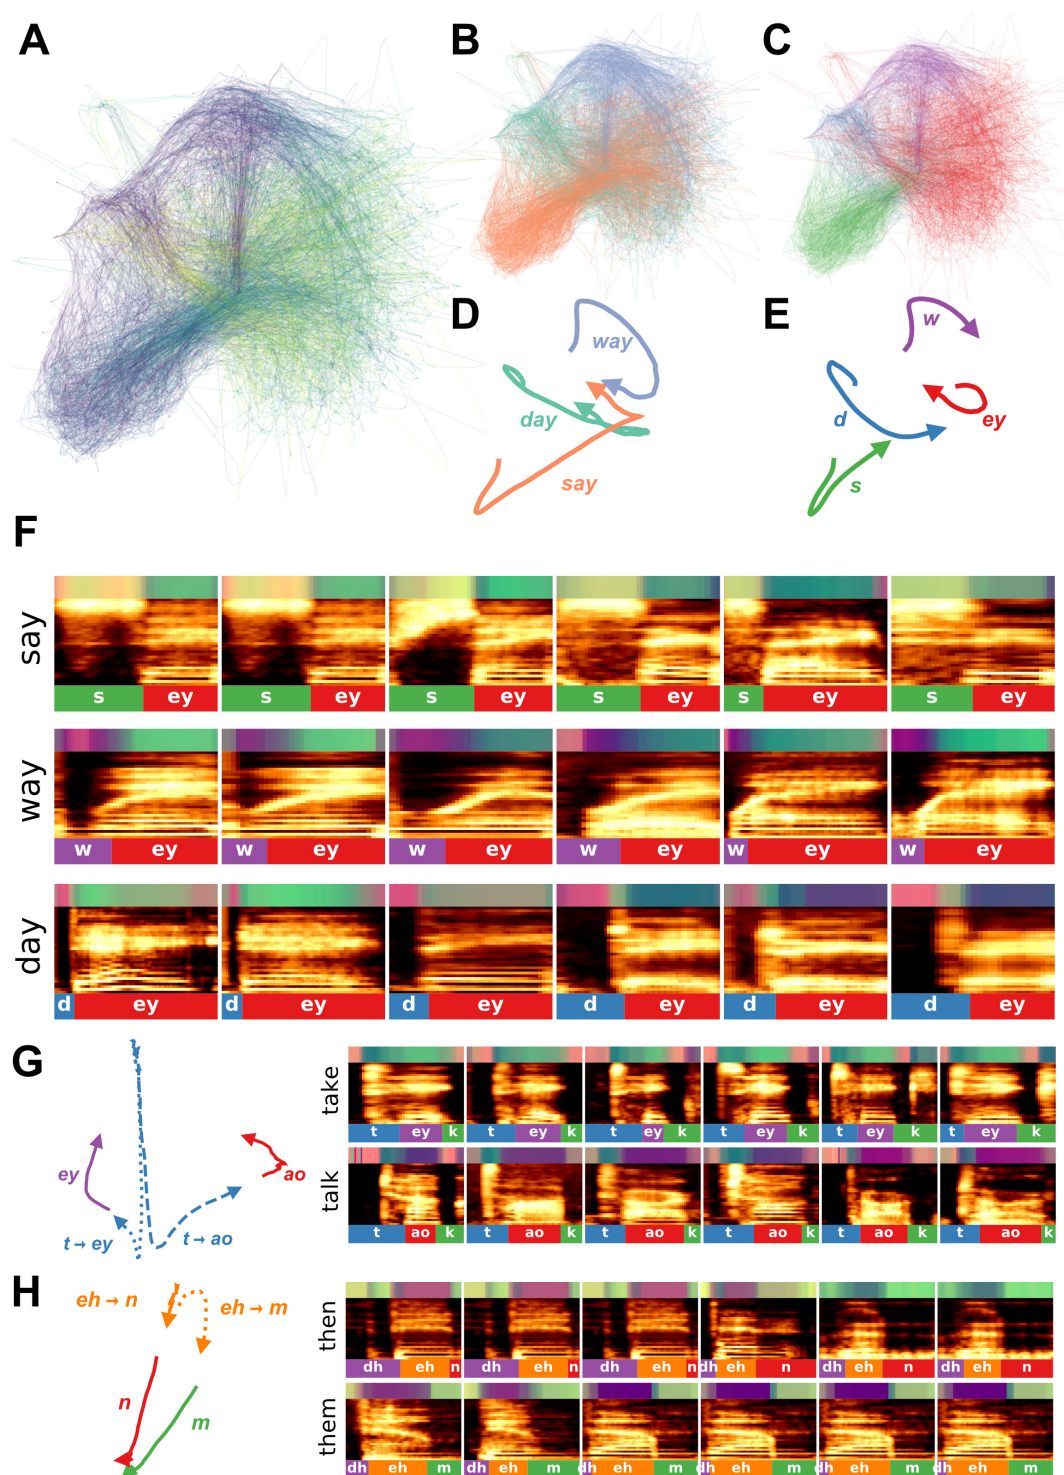 A
B
C
D
way
day
say
E
w
d
ey
s
F
say
s ey s ey s ey s ey s ey s ey
way
w ey w ey w ey w ey w ey w ey
day
d ey d ey d ey d ey d ey d ey
G
ey
ao
t → ey
t → ao
take
t ey k t ey k t ey k t ey k t ey k t ey k
talk
t ao k t ao k t ao k t ao k t ao k t ao k
H
eh → n
eh → m
n
m
then
dh eh n dh eh n dh eh n dh eh n dh eh n dh eh n
them
dh eh m dh eh m dh eh m dh eh m dh eh m dh eh m